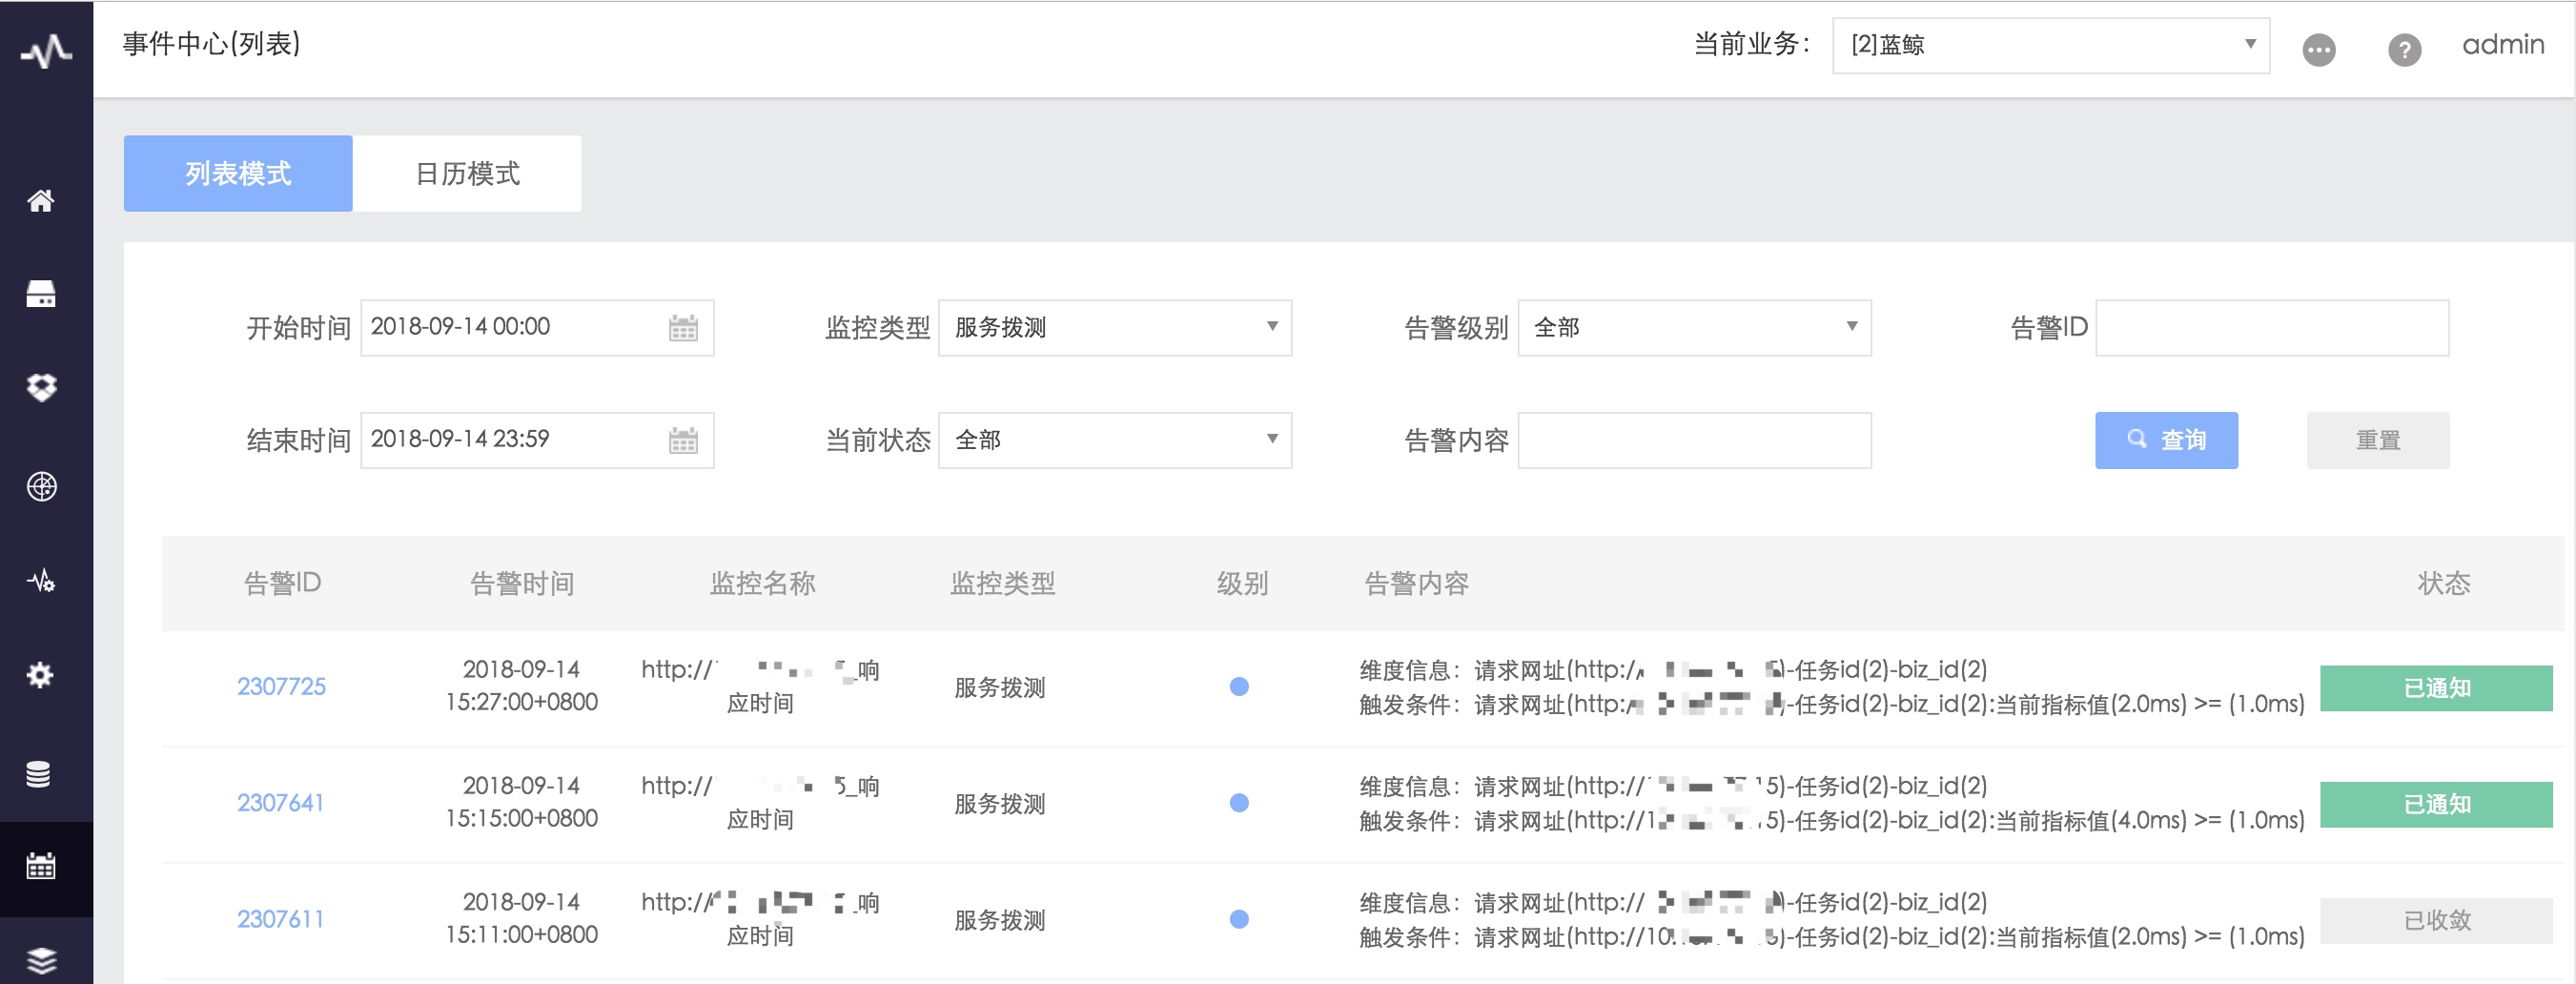 事件中心(列表)
当前业务：
[2]蓝鲸
admin
列表模式
日历模式
开始时间
2018-09-14 00:00
监控类型
服务拨测
告警级别
全部
告警ID
结束时间
2018-09-14 23:59
当前状态
全部
告警内容
查询
重置
告警ID
告警时间
监控名称
监控类型
级别
告警内容
状态
2307725
2018-09-14
15:27:00+0800
http://
_响
应时间
服务拨测
维度信息：请求网址(http:/
)-任务id(2)-biz_id(2)
触发条件：请求网址(http:/
-任务id(2)-biz_id(2):当前指标值(2.0ms) >= (1.0ms)
已通知
2307641
2018-09-14
15:15:00+0800
http://
5_响
应时间
服务拨测
维度信息：请求网址(http://
15)-任务id(2)-biz_id(2)
触发条件：请求网址(http://1
5)-任务id(2)-biz_id(2):当前指标值(4.0ms) >= (1.0ms)
已通知
2307611
2018-09-14
15:11:00+0800
http://
_响
应时间
服务拨测
维度信息：请求网址(http://
)-任务id(2)-biz_id(2)
触发条件：请求网址(http://10.
)-任务id(2)-biz_id(2):当前指标值(2.0ms) >= (1.0ms)
已收敛